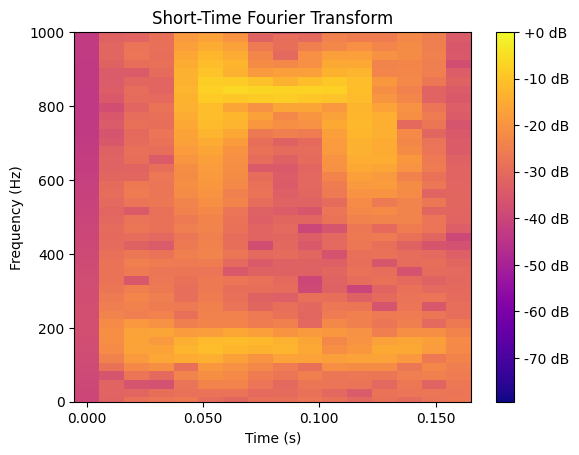 Short-Time Fourier Transform
Frequency (Hz)
1000
800
600
400
200
0
0.000
0.050
0.100
0.150
Time (s)
+0 dB
-10 dB
-20 dB
-30 dB
-40 dB
-50 dB
-60 dB
-70 dB